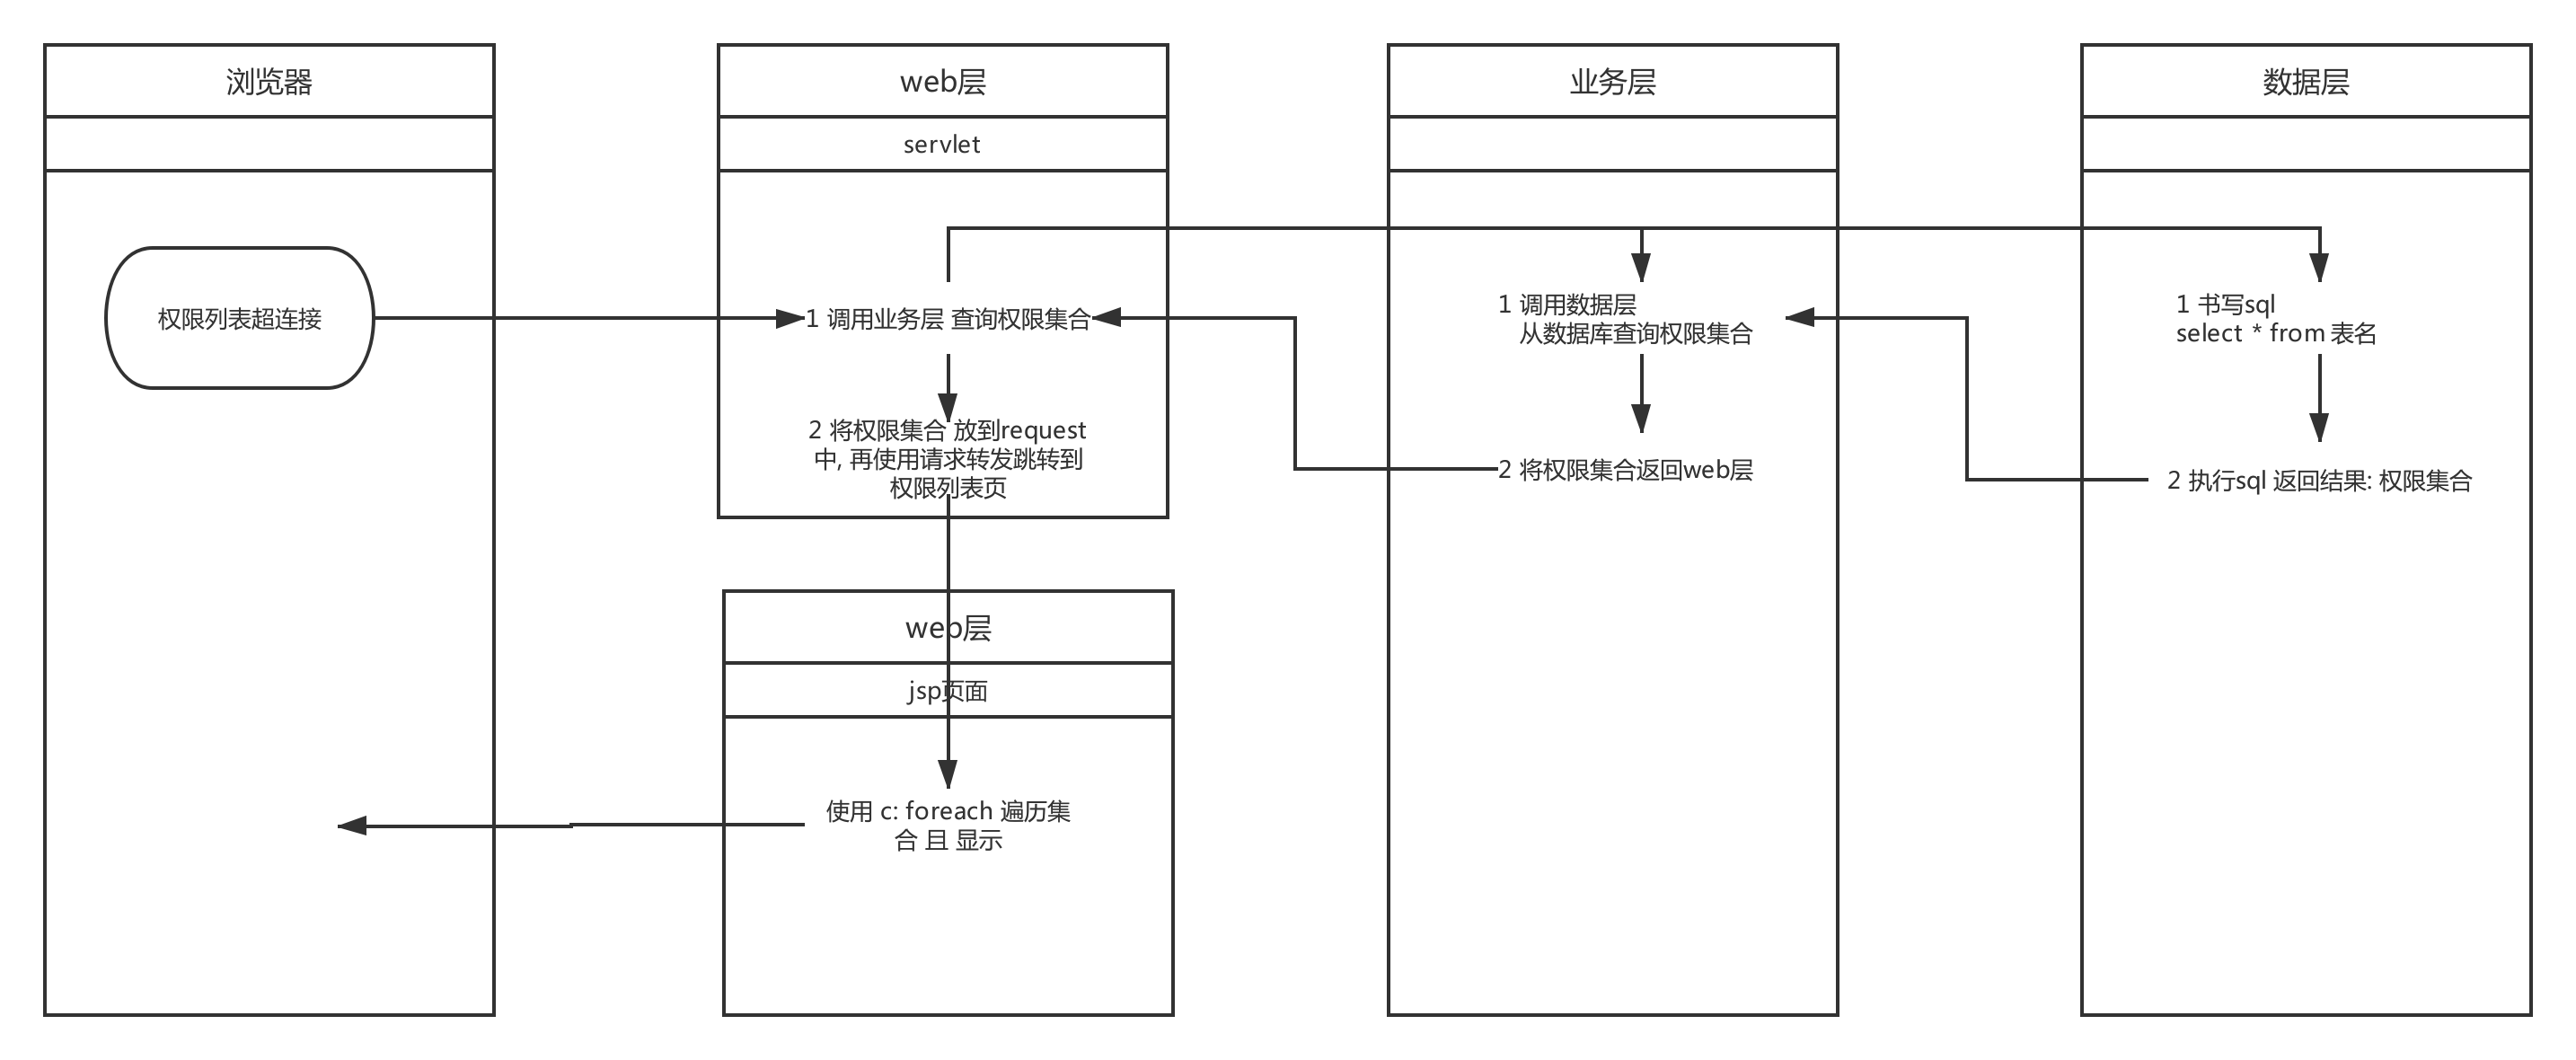 浏览器
web层
业务层
数据层
servlet
权限列表超连接
1 调用业务层 查询权限集合
2 将权限集合 放到request
中, 再使用请求转发跳转到
权限列表页
1 调用数据层
从数据库查询权限集合
2 将权限集合返回web层
1 书写sql
select * from 表名
2 执行sql 返回结果: 权限集合
web层
jsp页面
使用 c: foreach 遍历集
合 且 显示